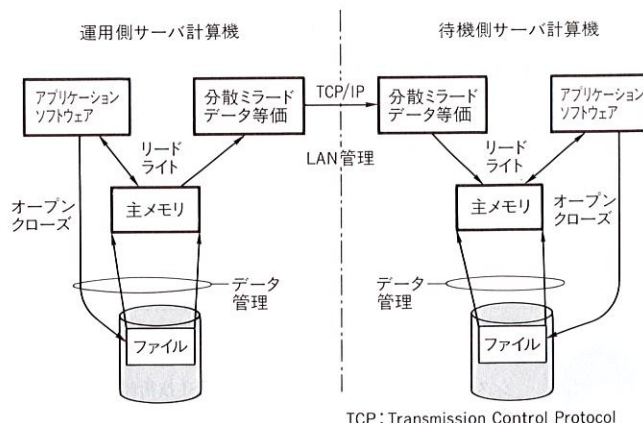 運用側サーバ計算機
待機側サーバ計算機
アプリケーション
ソフトウェア
分散ミラード
データ等価
TCP/IP
分散ミラード
データ等価
アプリケーション
ソフトウェア
リード
ライト
LAN管理
リード
ライト
オープン
クローズ
主メモリ
主メモリ
オープン
クローズ
データ
管理
データ
管理
ファイル
ファイル
TCP:Transmission Control Protocol